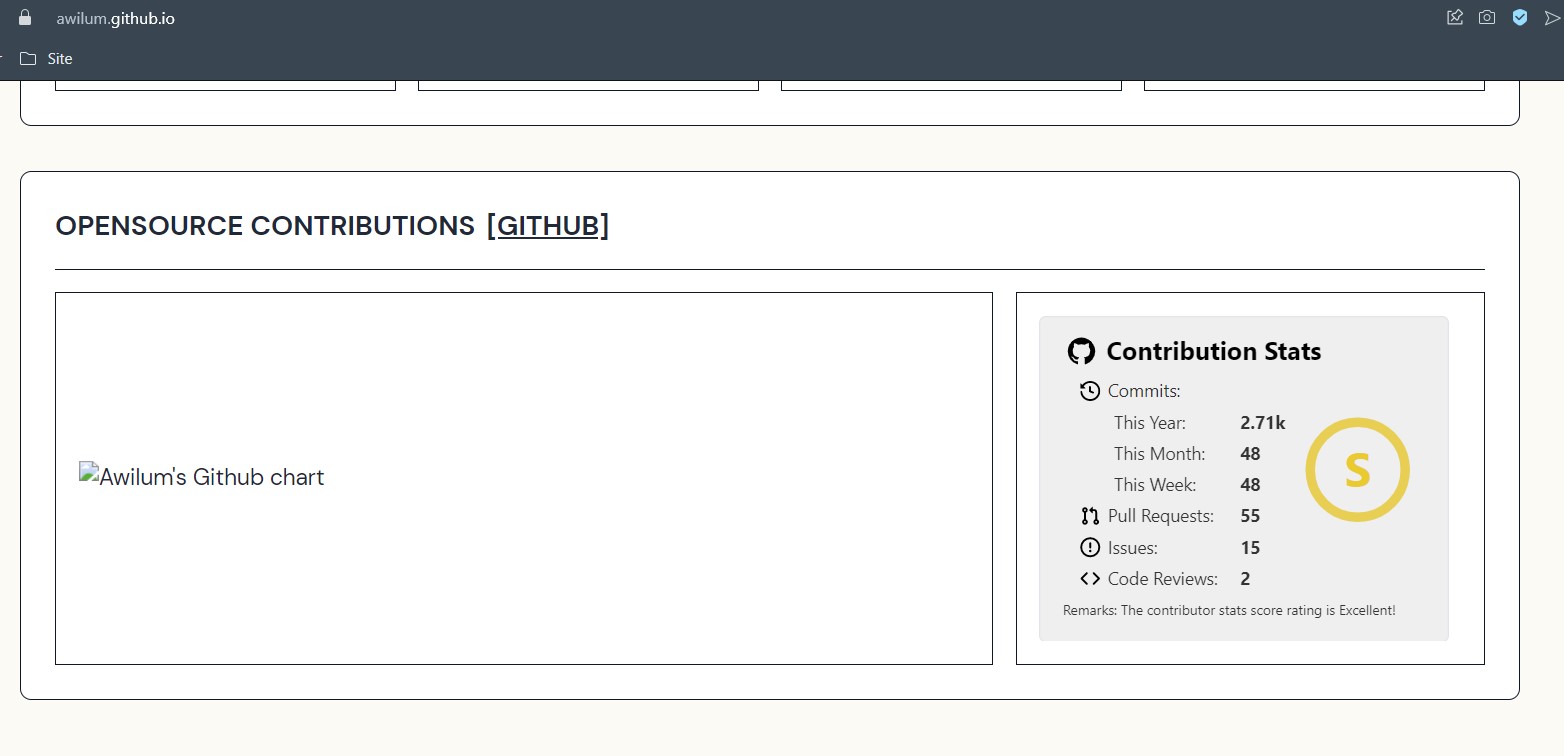 awilum.github.io
Site
OPENSOURCE CONTRIBUTIONS [GITHUB]
Awilum's Github chart
Contribution Stats
Commits:
This Year: 2.71k
This Month: 48
This Week: 48
S
Pull Requests: 55
Issues: 15
Code Reviews: 2
Remarks: The contributor stats score rating is Excellent!